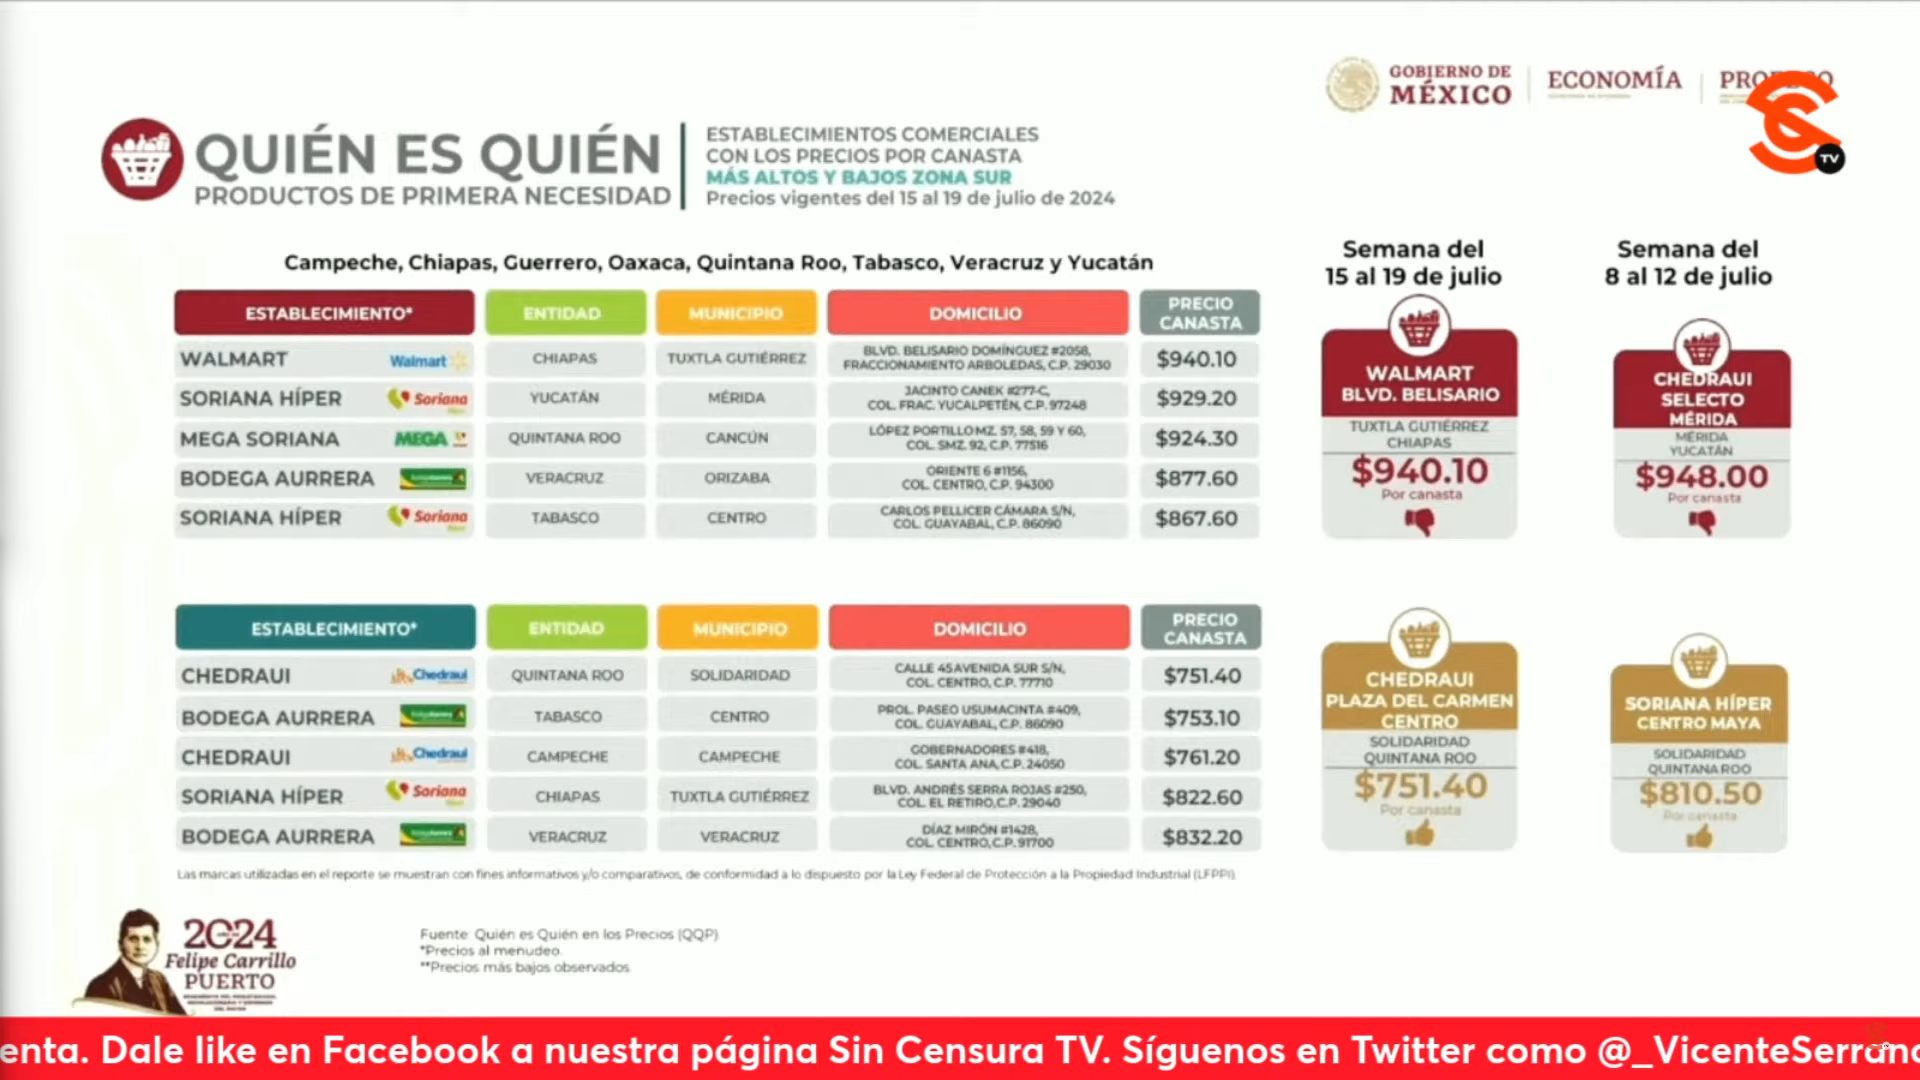 GOBIERNO DE
MÉXICO
ECONOMÍA
TV
QUIÉN ES QUIÉN
PRODUCTOS DE PRIMERA NECESIDAD
ESTABLECIMIENTOS COMERCIALES
CON LOS PRECIOS POR CANASTA
MÁS ALTOS Y BAJOS ZONA SUR
Precios vigentes del 15 al 19 de julio de 2024
Campeche, Chiapas, Guerrero, Oaxaca, Quintana Roo, Tabasco, Veracruz y Yucatán
ESTABLECIMIENTO* ENTIDAD MUNICIPIO DOMICILIO PRECIO CANASTA
WALMART Walmart CHIAPAS TUXTLA GUTIÉRREZ BLVD. BELISARIO DOMÍNGUEZ #2058, FRACCIONAMIENTO ARBOLEDAS, C.P. 29030 $940.10
SORIANA HÍPER Soriana YUCATÁN MÉRIDA JACINTO CANEK #277-C, COL. FRAC. YUCALPETÉN, C.P. 97248 $929.20
MEGA SORIANA MEGA QUINTANA ROO CANCÚN LÓPEZ PORTILLO MZ. 57, 58, 59 Y 60, COL. SMZ. 92, C.P. 77516 $924.30
BODEGA AURRERA VERACRUZ ORIZABA ORIENTE 6 #1156, COL. CENTRO, C.P. 94300 $877.60
SORIANA HÍPER Soriana TABASCO CENTRO CARLOS PELLICER CÁMARA S/N, COL. GUAYABAL, C.P. 86090 $867.60
Semana del
15 al 19 de julio
WALMART
BLVD. BELISARIO
TUXTLA GUTIÉRREZ
CHIAPAS
$940.10
Por canasta
Semana del
8 al 12 de julio
CHEDRAUI
SELECTO
MÉRIDA
MÉRIDA
YUCATÁN
$948.00
Por canasta
ESTABLECIMIENTO* ENTIDAD MUNICIPIO DOMICILIO PRECIO CANASTA
CHEDRAUI Chedraui QUINTANA ROO SOLIDARIDAD CALLE 45 AVENIDA SUR S/N, COL. CENTRO, C.P. 77710 $751.40
BODEGA AURRERA TABASCO CENTRO PROL. PASEO USUMACINTA #409, COL. GUAYABAL, C.P. 86090 $753.10
CHEDRAUI Chedraui CAMPECHE CAMPECHE GOBERNADORES #418, COL. SANTA ANA, C.P. 24050 $761.20
SORIANA HÍPER Soriana CHIAPAS TUXTLA GUTIÉRREZ BLVD. ANDRÉS SERRA ROJAS #250, COL. EL RETIRO, C.P. 29040 $822.60
BODEGA AURRERA VERACRUZ VERACRUZ DÍAZ MIRÓN #1428, COL. CENTRO, C.P. 91700 $832.20
CHEDRAUI
PLAZA DEL CARMEN
CENTRO
SOLIDARIDAD
QUINTANA ROO
$751.40
Por canasta
SORIANA HÍPER
CENTRO MAYA
SOLIDARIDAD
QUINTANA ROO
$810.50
Por canasta
Las marcas utilizadas en el reporte se muestran con fines informativos y/o comparativos, de conformidad a lo dispuesto por la Ley Federal de Protección a la Propiedad Industrial (LFPPI).
2024
Felipe Carrillo
PUERTO
Fuente: Quién es Quién en los Precios (QQP)
*Precios al menudeo.
**Precios más bajos observados
enta. Dale like en Facebook a nuestra página Sin Censura TV. Síguenos en Twitter como @_VicenteSerrano